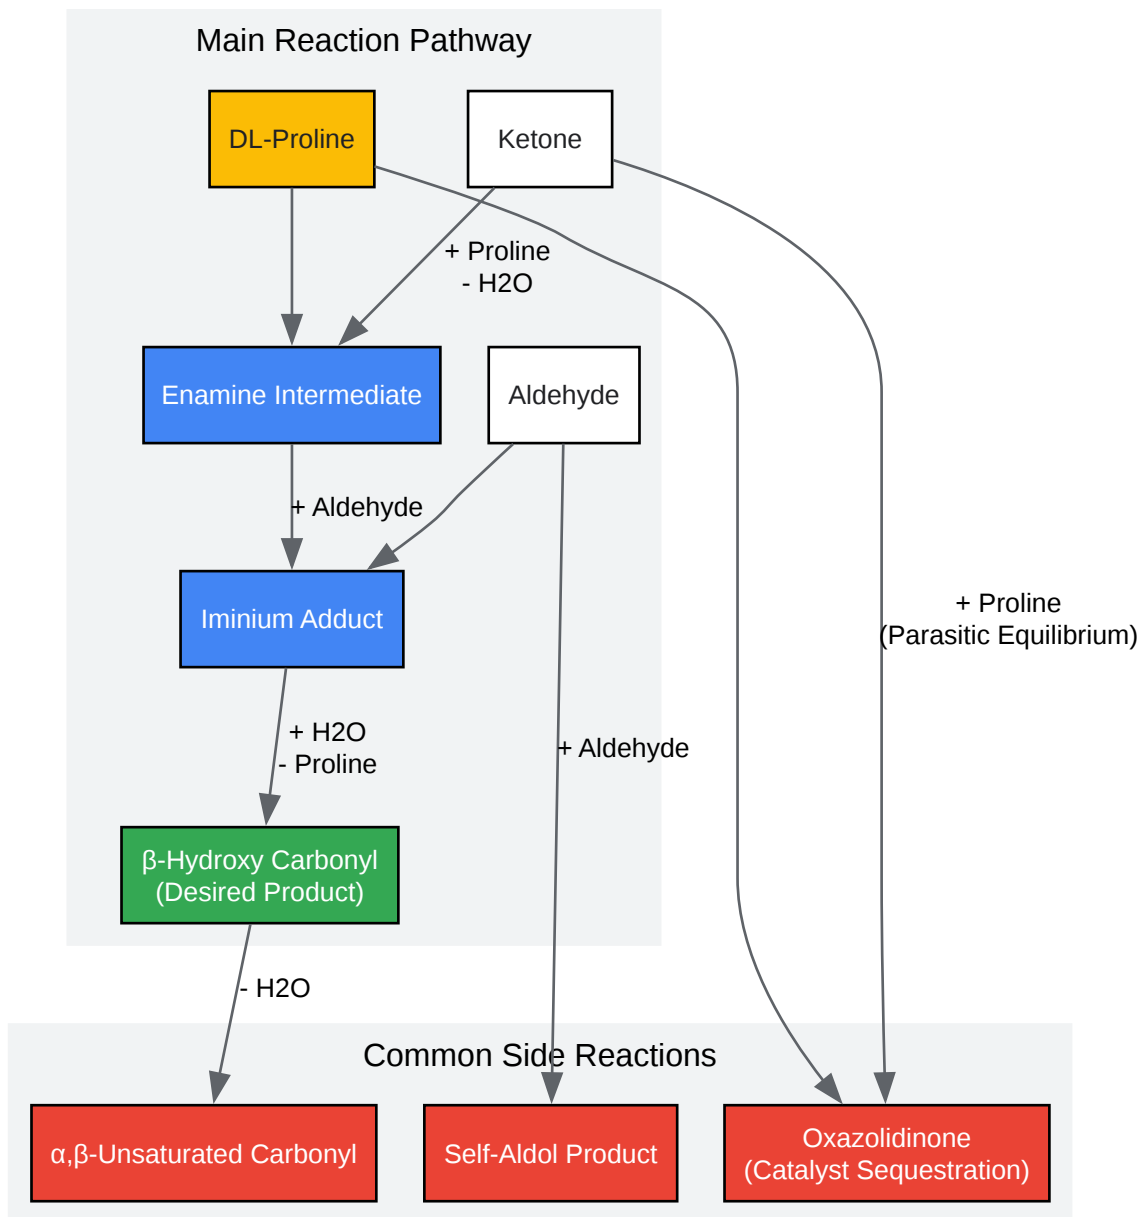 Main Reaction Pathway
DL-Proline
Ketone
+ Proline
- H2O
Enamine Intermediate
Aldehyde
+ Aldehyde
Iminium Adduct
+ Proline
(Parasitic Equilibrium)
+ H2O
- Proline
+ Aldehyde
β-Hydroxy Carbonyl
(Desired Product)
- H2O
Common Side Reactions
α,β-Unsaturated Carbonyl
Self-Aldol Product
Oxazolidinone
(Catalyst Sequestration)